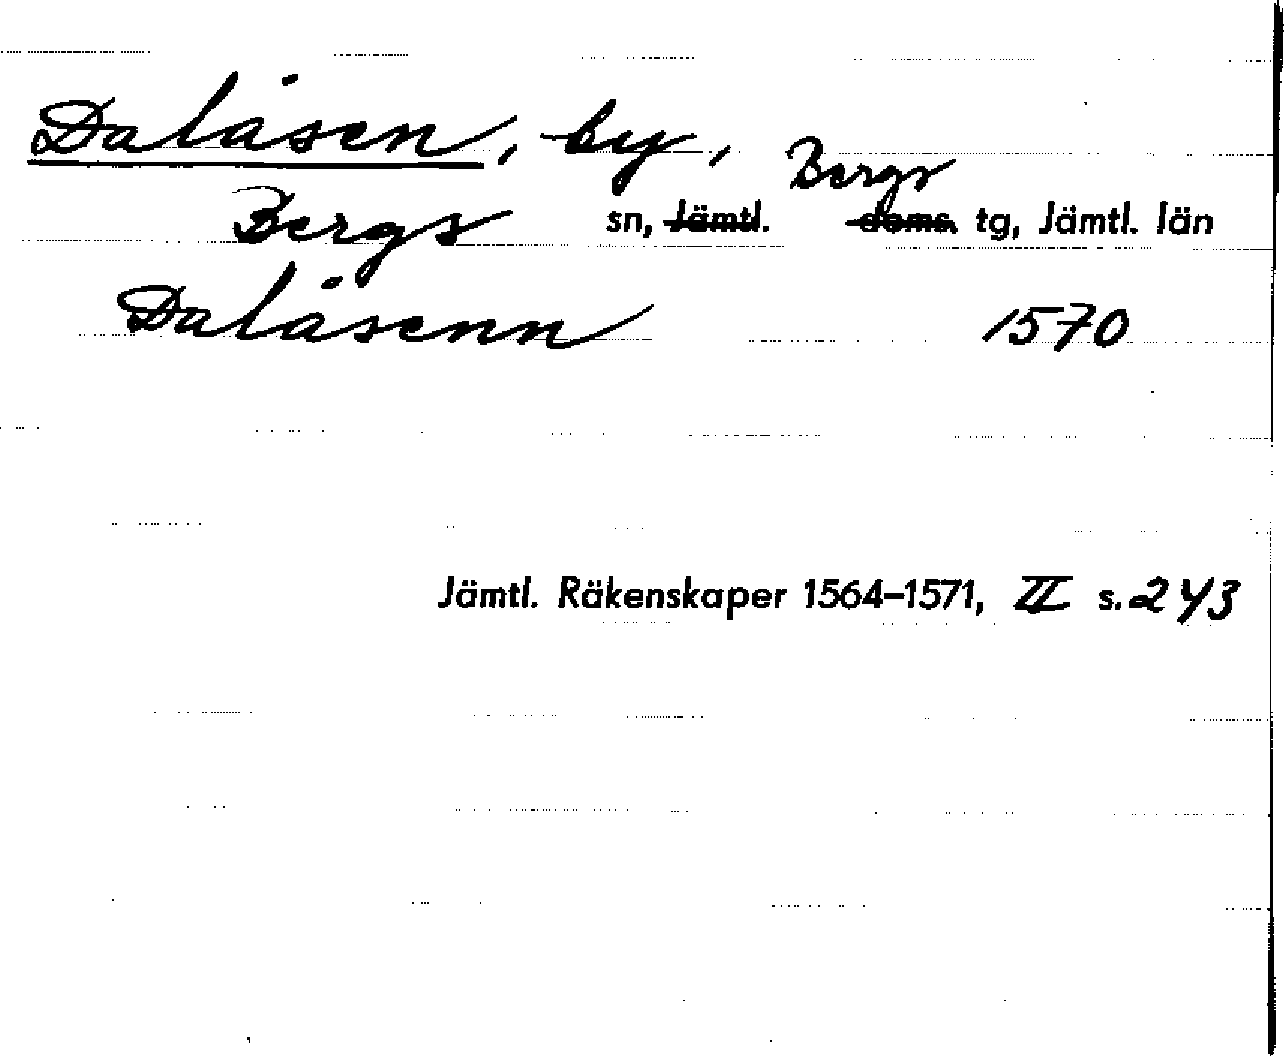 Dalåsen, by,
Bergs sn, Jämtl. Bergs doms. tg, Jämtl. län
Dalåsenn 1570
Jämtl. Räkenskaper 1564–1571, II s. 243